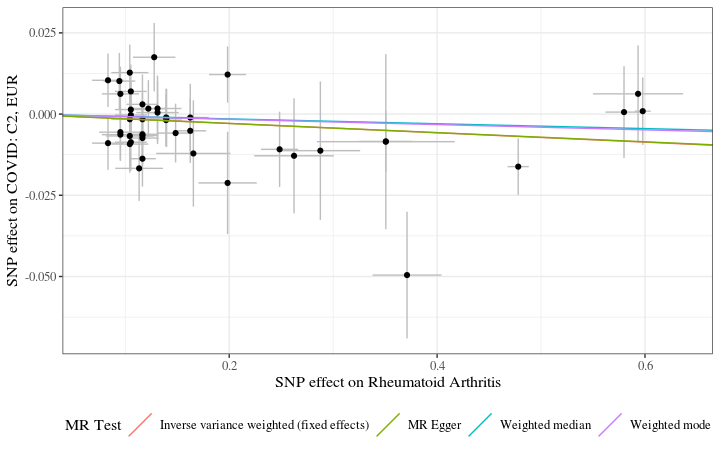 SNP effect on COVID: C2, EUR
0.025
0.000
-0.025
-0.050
0.2
0.4
0.6
SNP effect on Rheumatoid Arthritis
MR Test
Inverse variance weighted (fixed effects)
MR Egger
Weighted median
Weighted mode